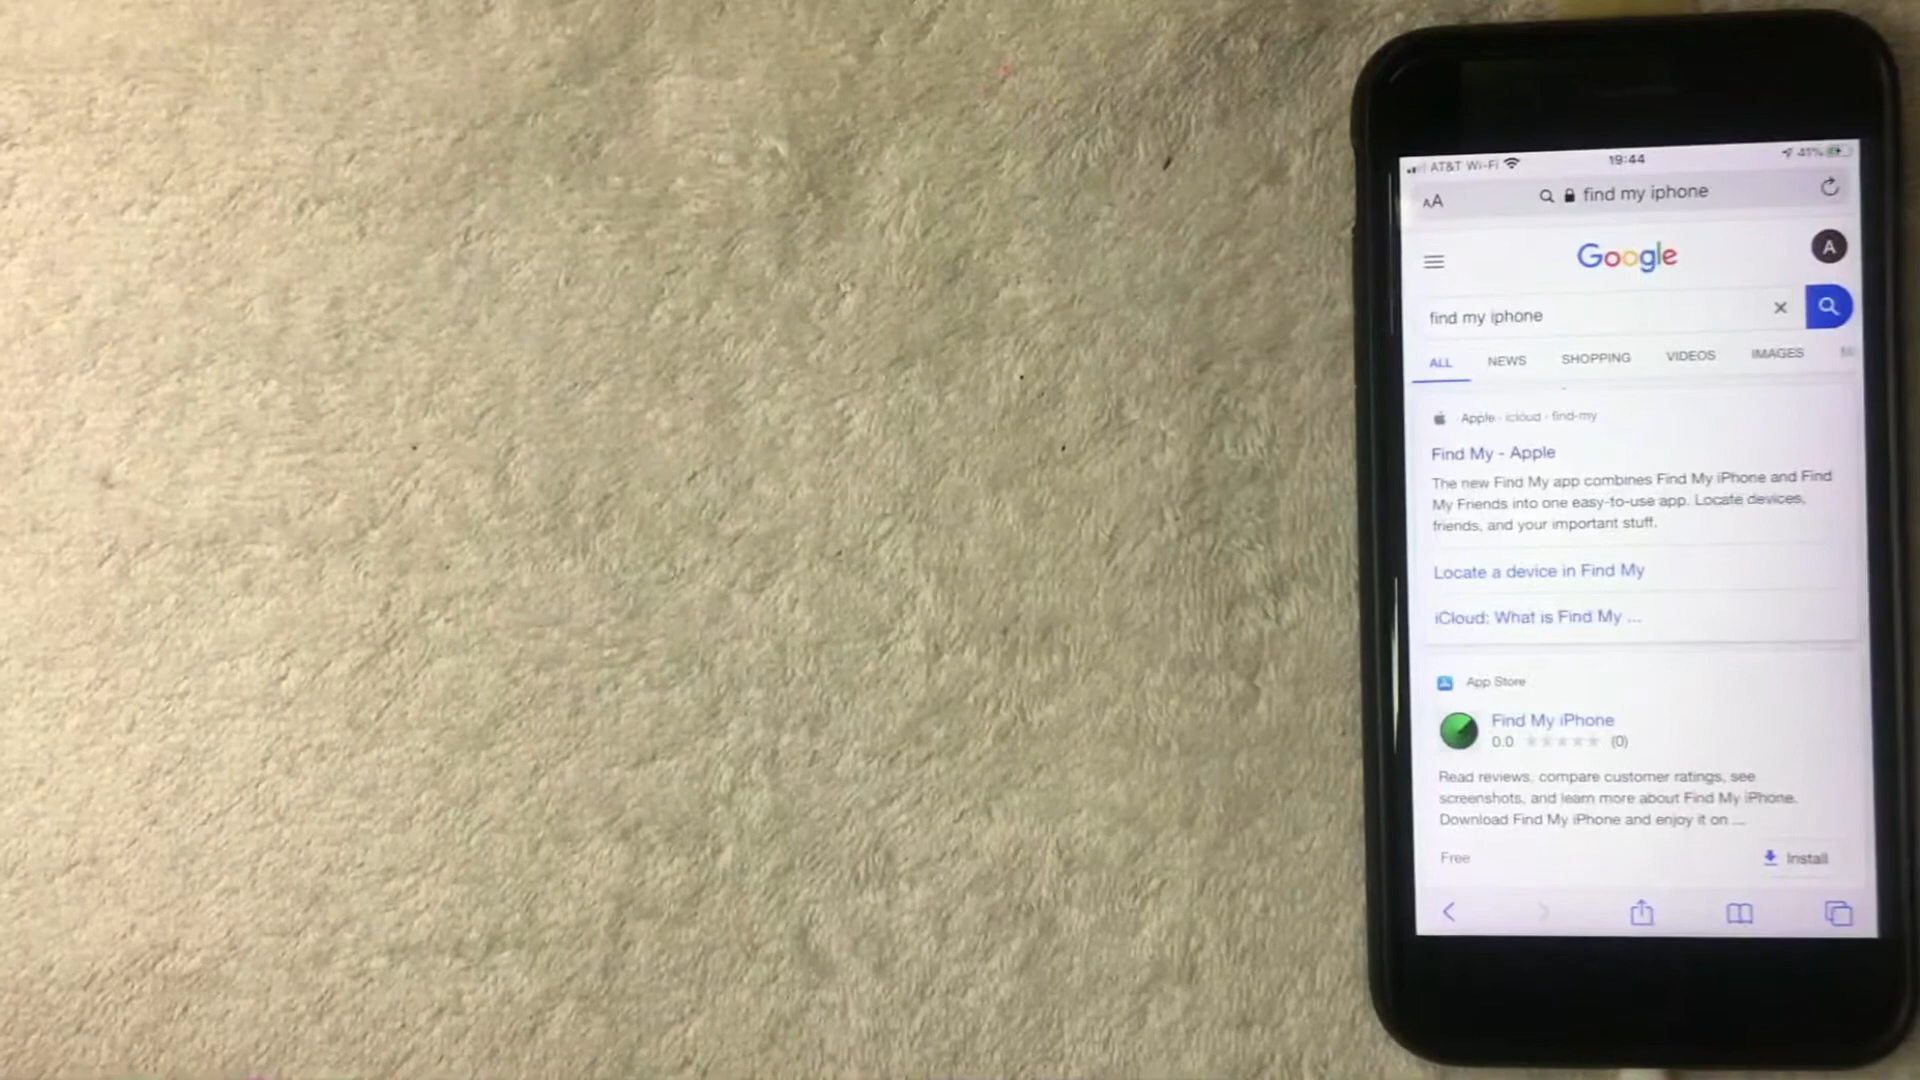 AT&T Wi-Fi 19:44 41%
AA find my iphone
Google A
find my iphone
ALL NEWS SHOPPING VIDEOS IMAGES
Apple · icloud · find-my
Find My - Apple
The new Find My app combines Find My iPhone and Find
My Friends into one easy-to-use app. Locate devices,
friends, and your important stuff.
Locate a device in Find My
iCloud: What is Find My ...
App Store
Find My iPhone
0.0 ★★★★★ (0)
Read reviews, compare customer ratings, see
screenshots, and learn more about Find My iPhone.
Download Find My iPhone and enjoy it on ...
Free Install